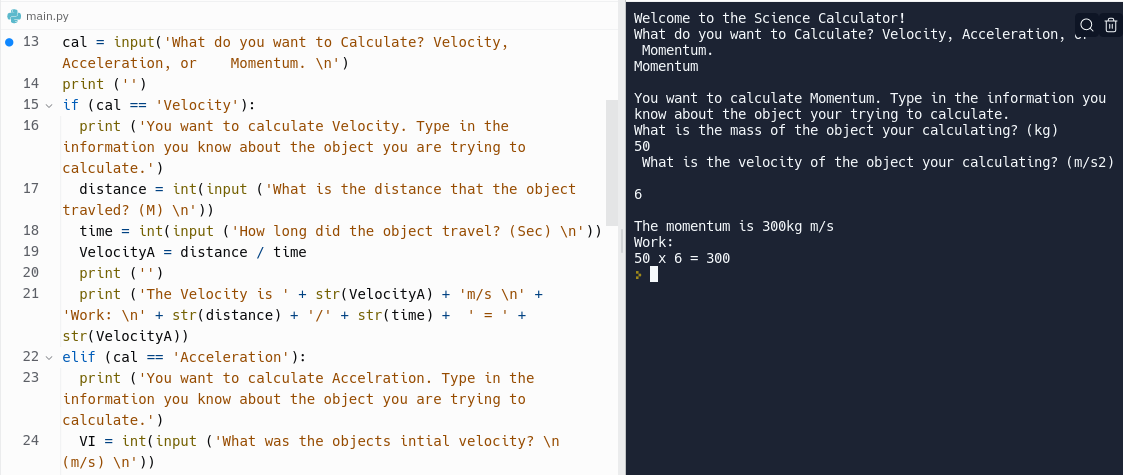 main.py
13 cal = input('What do you want to Calculate? Velocity,
Acceleration, or    Momentum. \n')
14 print ('')
15 if (cal == 'Velocity'):
16   print ('You want to calculate Velocity. Type in the
information you know about the object you are trying to
calculate.')
17   distance = int(input ('What is the distance that the object
travled? (M) \n'))
18   time = int(input ('How long did the object travel? (Sec) \n'))
19   VelocityA = distance / time
20   print ('')
21   print ('The Velocity is ' + str(VelocityA) + 'm/s \n' +
'Work: \n' + str(distance) + '/' + str(time) +  ' = ' +
str(VelocityA))
22 elif (cal == 'Acceleration'):
23   print ('You want to calculate Accelration. Type in the
information you know about the object you are trying to
calculate.')
24   VI = int(input ('What was the objects intial velocity? \n
(m/s) \n'))
Welcome to the Science Calculator!
What do you want to Calculate? Velocity, Acceleration, or
Momentum.
Momentum
You want to calculate Momentum. Type in the information you
know about the object your trying to calculate.
What is the mass of the object your calculating? (kg)
50
What is the velocity of the object your calculating? (m/s2)
6
The momentum is 300kg m/s
Work:
50 x 6 = 300